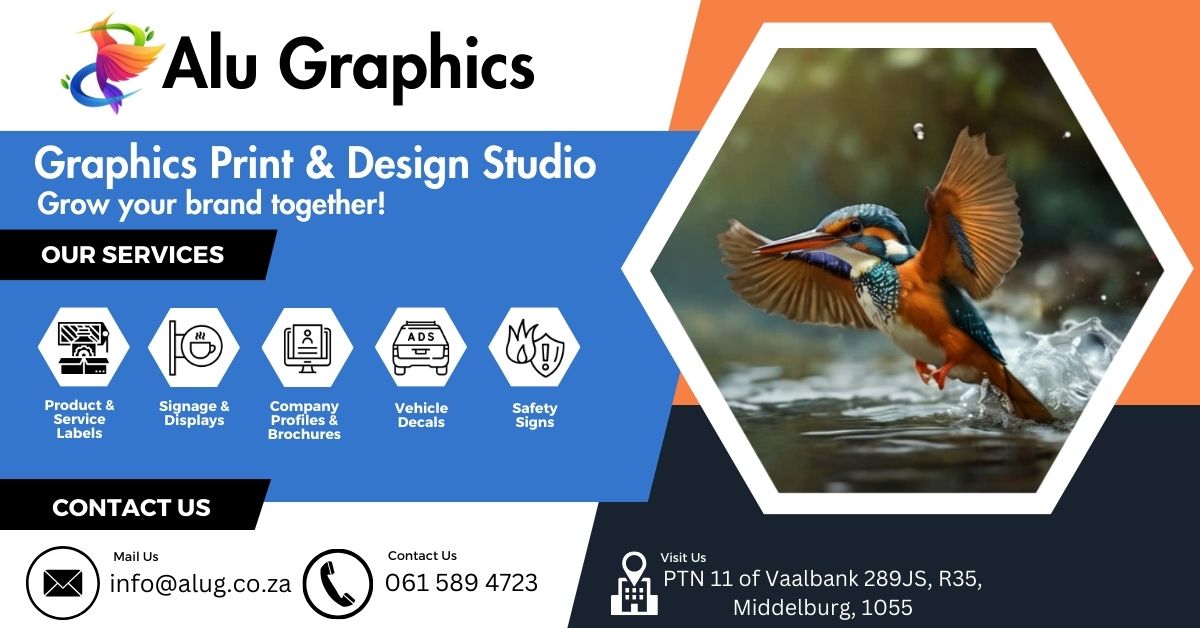 Alu Graphics
Graphics Print & Design Studio
Grow your brand together!
OUR SERVICES
ADS
Product &
Service
Labels
Signage &
Displays
Company
Profiles &
Brochures
Vehicle
Decals
Safety
Signs
CONTACT US
Mail Us
info@alug.co.za
Contact Us
061 589 4723
Visit Us
PTN 11 of Vaalbank 289JS, R35,
Middelburg, 1055